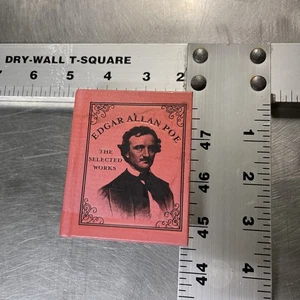 DRY-WALL T-SQUARE
7 6 5 4 3 2
EDGAR ALLAN POE
THE
SELECTED
WORKS
47
46
45
44
1
2
3
4